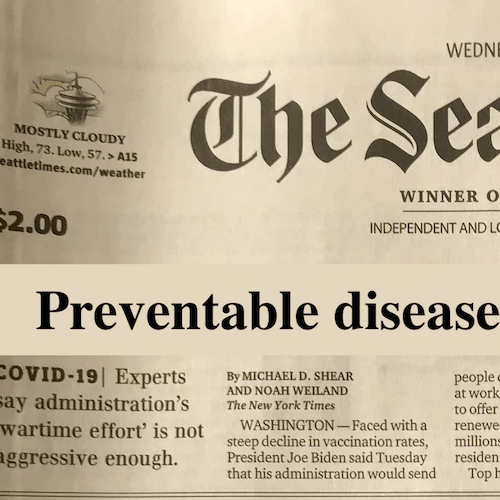 WEDNE
MOSTLY CLOUDY
High, 73. Low, 57. > A15
eattletimes.com/weather
$2.00
The Sea
WINNER O
INDEPENDENT AND LO
Preventable disease
COVID-19| Experts
say administration's
'wartime effort' is not
aggressive enough.
By MICHAEL D. SHEAR
AND NOAH WEILAND
The New York Times
WASHINGTON — Faced with a
steep decline in vaccination rates,
President Joe Biden said Tuesday
that his administration would send
people
at work
to offer
renewe
millions
residen
Top h